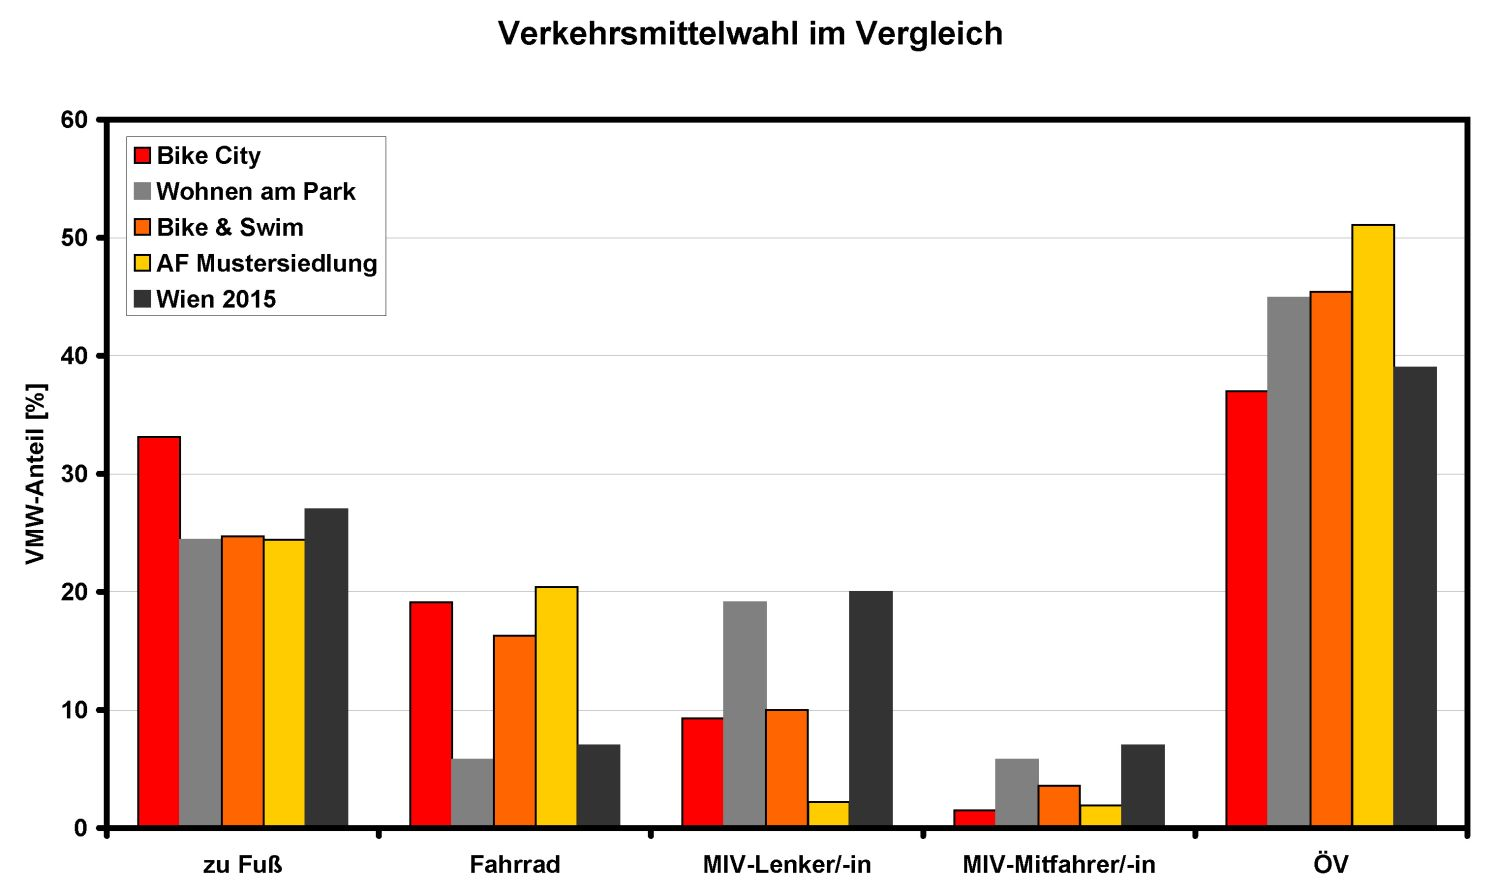 Verkehrsmittelwahl im Vergleich
60
50
40
30
20
10
0
VMW-Anteil [%]
Bike City
Wohnen am Park
Bike & Swim
AF Mustersiedlung
Wien 2015
zu Fuß
Fahrrad
MIV-Lenker/-in
MIV-Mitfahrer/-in
ÖV